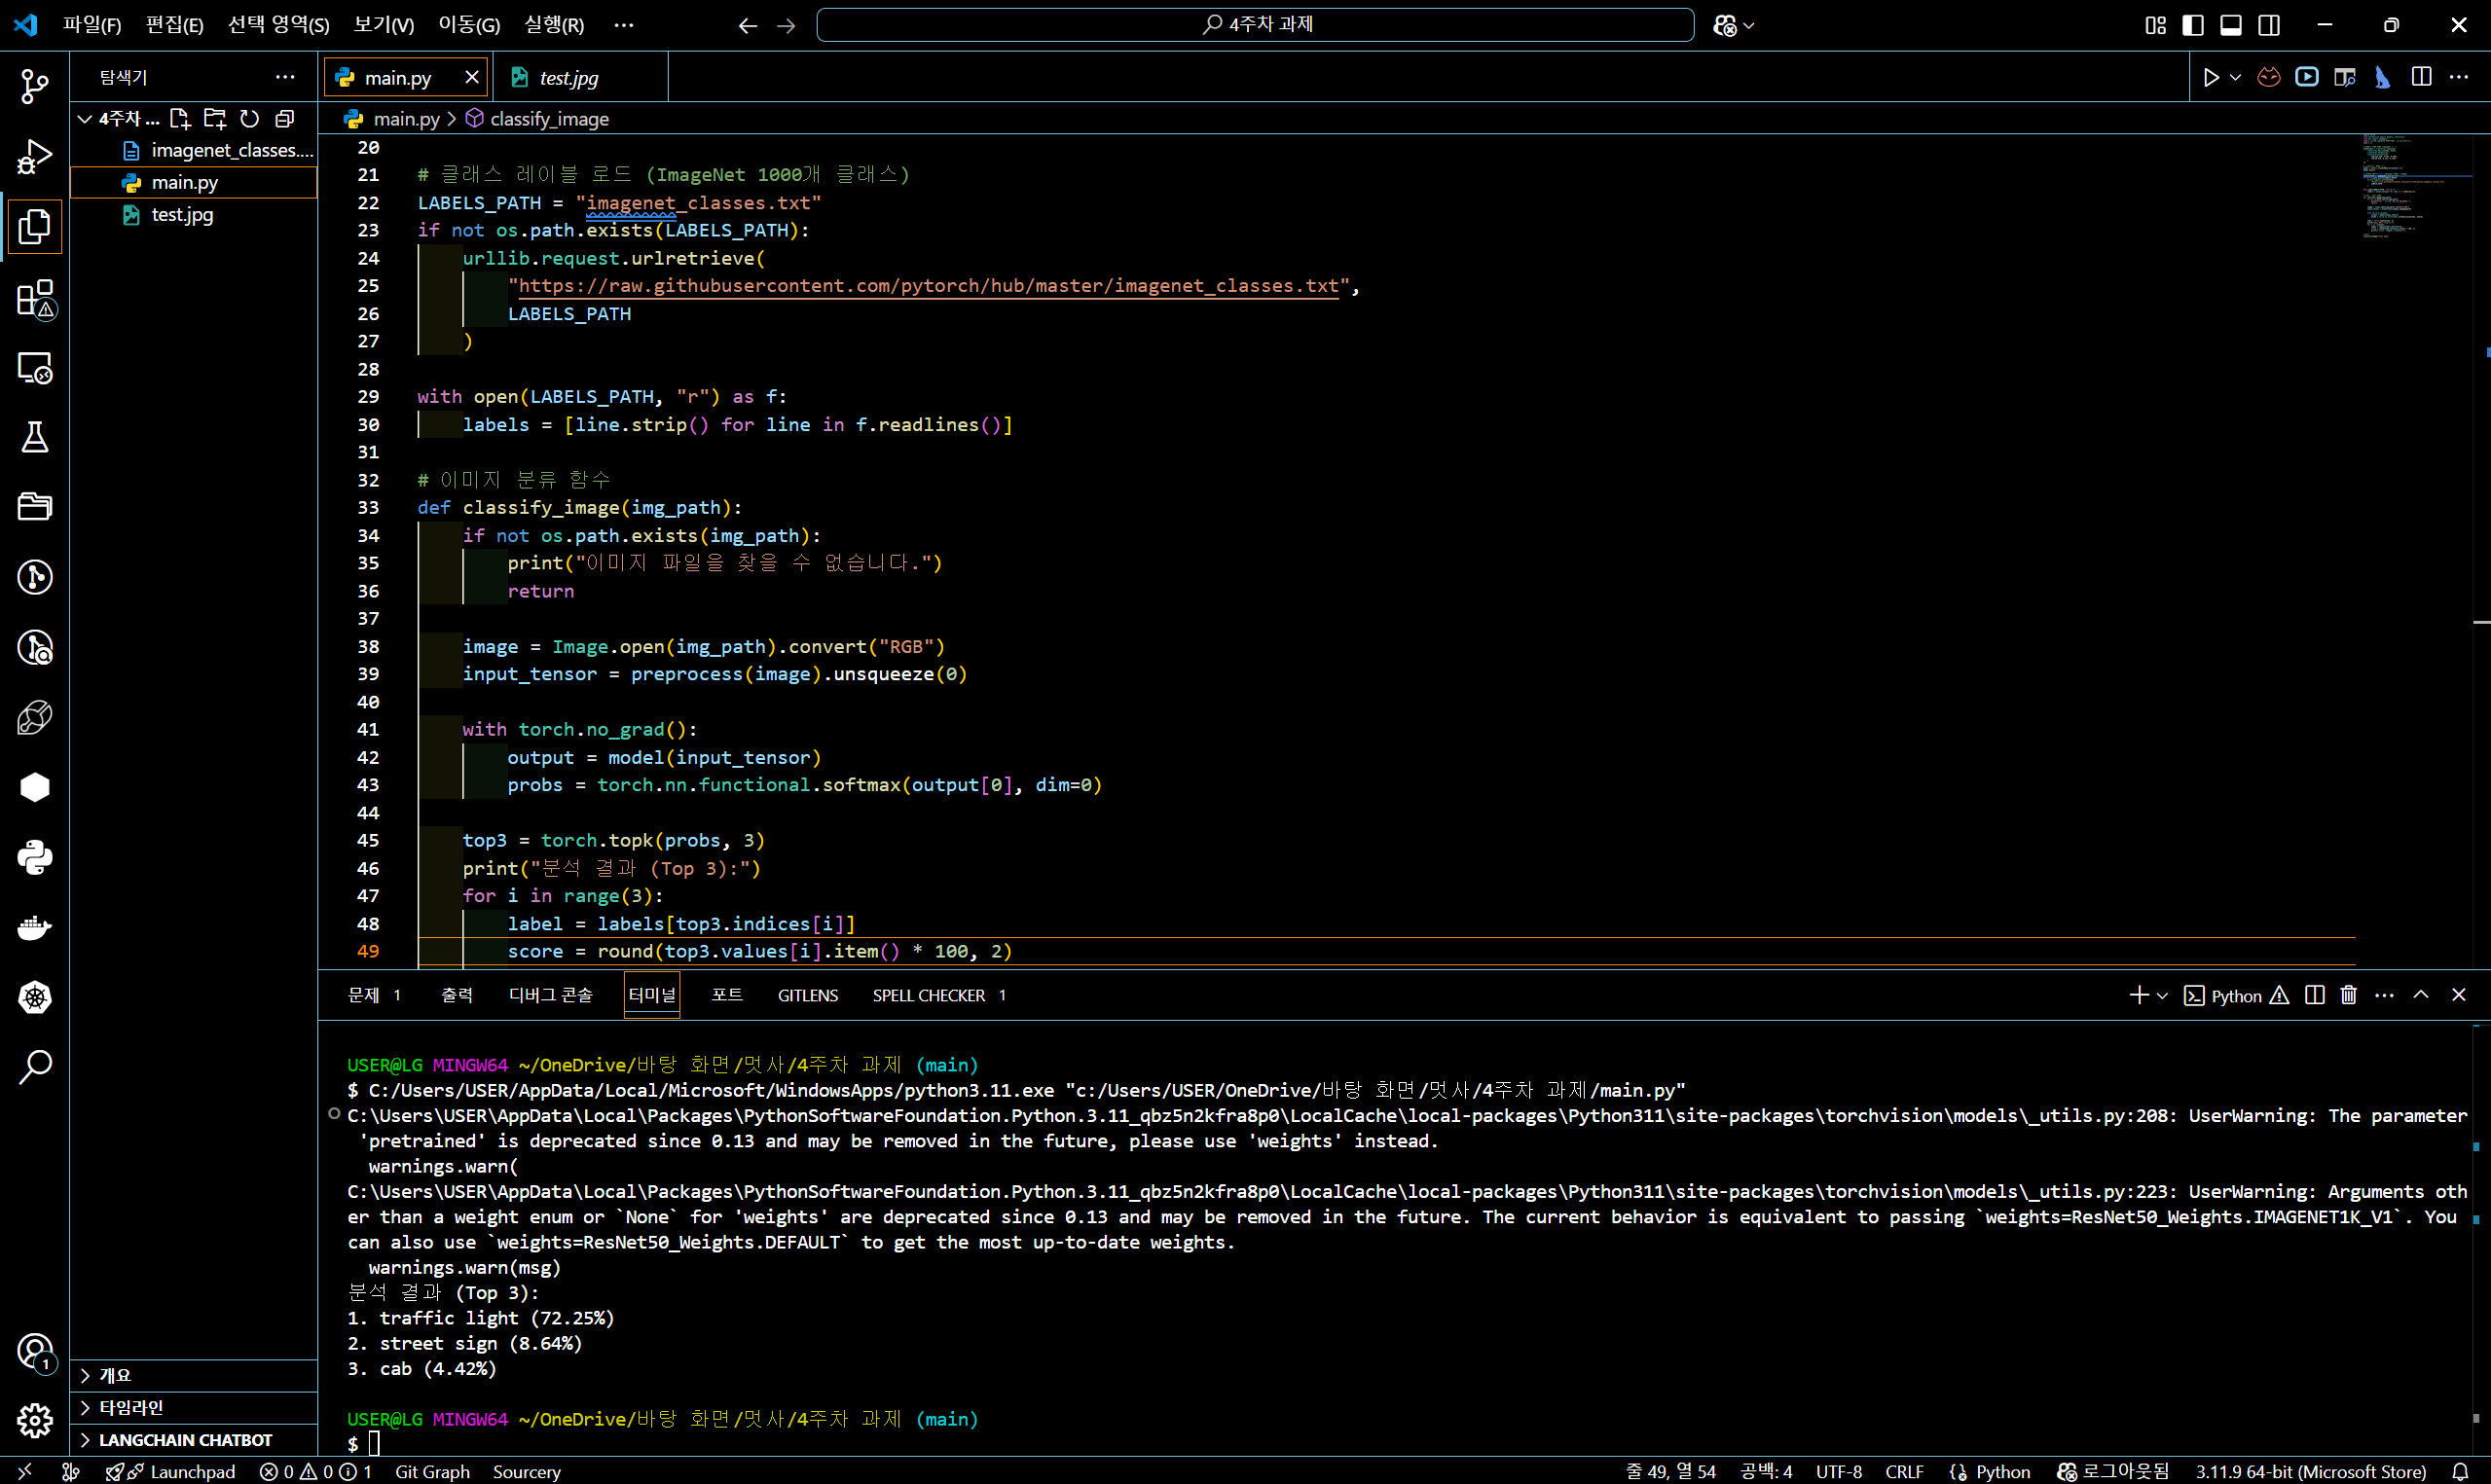 파일(F) 편집(E) 선택 영역(S) 보기(V) 이동(G) 실행(R) ··· 4주차 과제
탐색기
main.py
test.jpg
4주차 ...
main.py > classify_image
imagenet_classes....
main.py
test.jpg
20
21 # 클래스 레이블 로드 (ImageNet 1000개 클래스)
22 LABELS_PATH = "imagenet_classes.txt"
23 if not os.path.exists(LABELS_PATH):
24 urllib.request.urlretrieve(
25 "https://raw.githubusercontent.com/pytorch/hub/master/imagenet_classes.txt",
26 LABELS_PATH
27 )
28
29 with open(LABELS_PATH, "r") as f:
30 labels = [line.strip() for line in f.readlines()]
31
32 # 이미지 분류 함수
33 def classify_image(img_path):
34 if not os.path.exists(img_path):
35 print("이미지 파일을 찾을 수 없습니다.")
36 return
37
38 image = Image.open(img_path).convert("RGB")
39 input_tensor = preprocess(image).unsqueeze(0)
40
41 with torch.no_grad():
42 output = model(input_tensor)
43 probs = torch.nn.functional.softmax(output[0], dim=0)
44
45 top3 = torch.topk(probs, 3)
46 print("분석 결과 (Top 3):")
47 for i in range(3):
48 label = labels[top3.indices[i]]
49 score = round(top3.values[i].item() * 100, 2)
문제 1 출력 디버그 콘솔 터미널 포트 GITLENS SPELL CHECKER 1
Python
USER@LG MINGW64 ~/OneDrive/바탕 화면/멋사/4주차 과제 (main)
$ C:/Users/USER/AppData/Local/Microsoft/WindowsApps/python3.11.exe "c:/Users/USER/OneDrive/바탕 화면/멋사/4주차 과제/main.py"
C:\Users\USER\AppData\Local\Packages\PythonSoftwareFoundation.Python.3.11_qbz5n2kfra8p0\LocalCache\local-packages\Python311\site-packages\torchvision\models\_utils.py:208: UserWarning: The parameter
'pretrained' is deprecated since 0.13 and may be removed in the future, please use 'weights' instead.
warnings.warn(
C:\Users\USER\AppData\Local\Packages\PythonSoftwareFoundation.Python.3.11_qbz5n2kfra8p0\LocalCache\local-packages\Python311\site-packages\torchvision\models\_utils.py:223: UserWarning: Arguments oth
er than a weight enum or `None` for 'weights' are deprecated since 0.13 and may be removed in the future. The current behavior is equivalent to passing `weights=ResNet50_Weights.IMAGENET1K_V1`. You
can also use `weights=ResNet50_Weights.DEFAULT` to get the most up-to-date weights.
warnings.warn(msg)
분석 결과 (Top 3):
1. traffic light (72.25%)
2. street sign (8.64%)
3. cab (4.42%)
USER@LG MINGW64 ~/OneDrive/바탕 화면/멋사/4주차 과제 (main)
$
1
개요
타임라인
LANGCHAIN CHATBOT
Launchpad 0 0 1 Git Graph Sourcery 줄 49, 열 54 공백: 4 UTF-8 CRLF Python 로그아웃됨 3.11.9 64-bit (Microsoft Store)